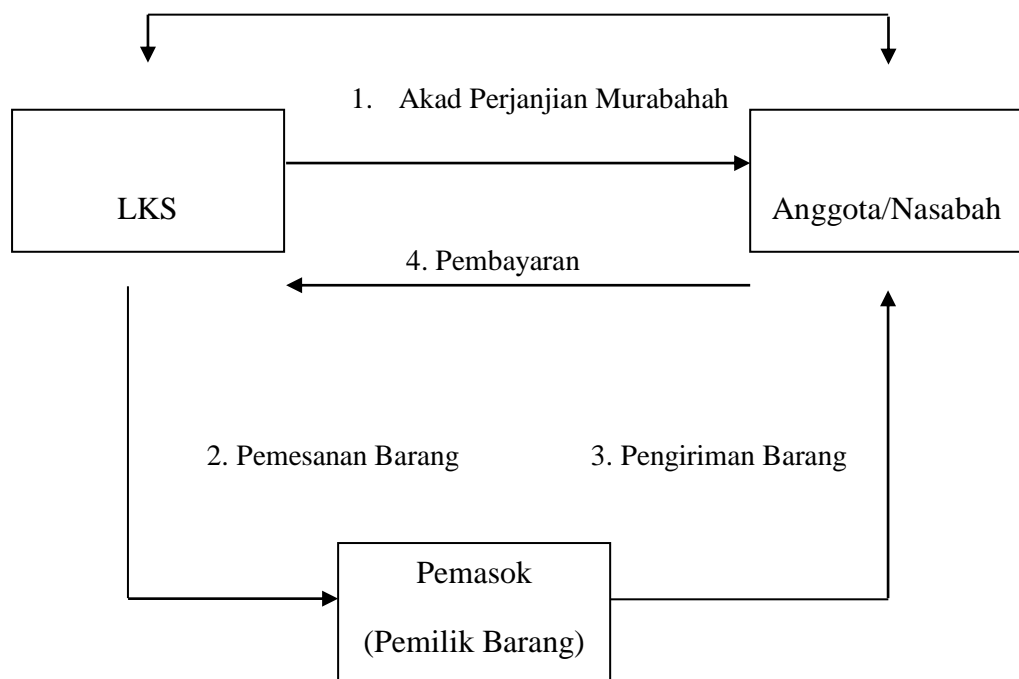 1. Akad Perjanjian Murabahah
LKS
Anggota/Nasabah
4. Pembayaran
2. Pemesanan Barang
3. Pengiriman Barang
Pemasok
(Pemilik Barang)